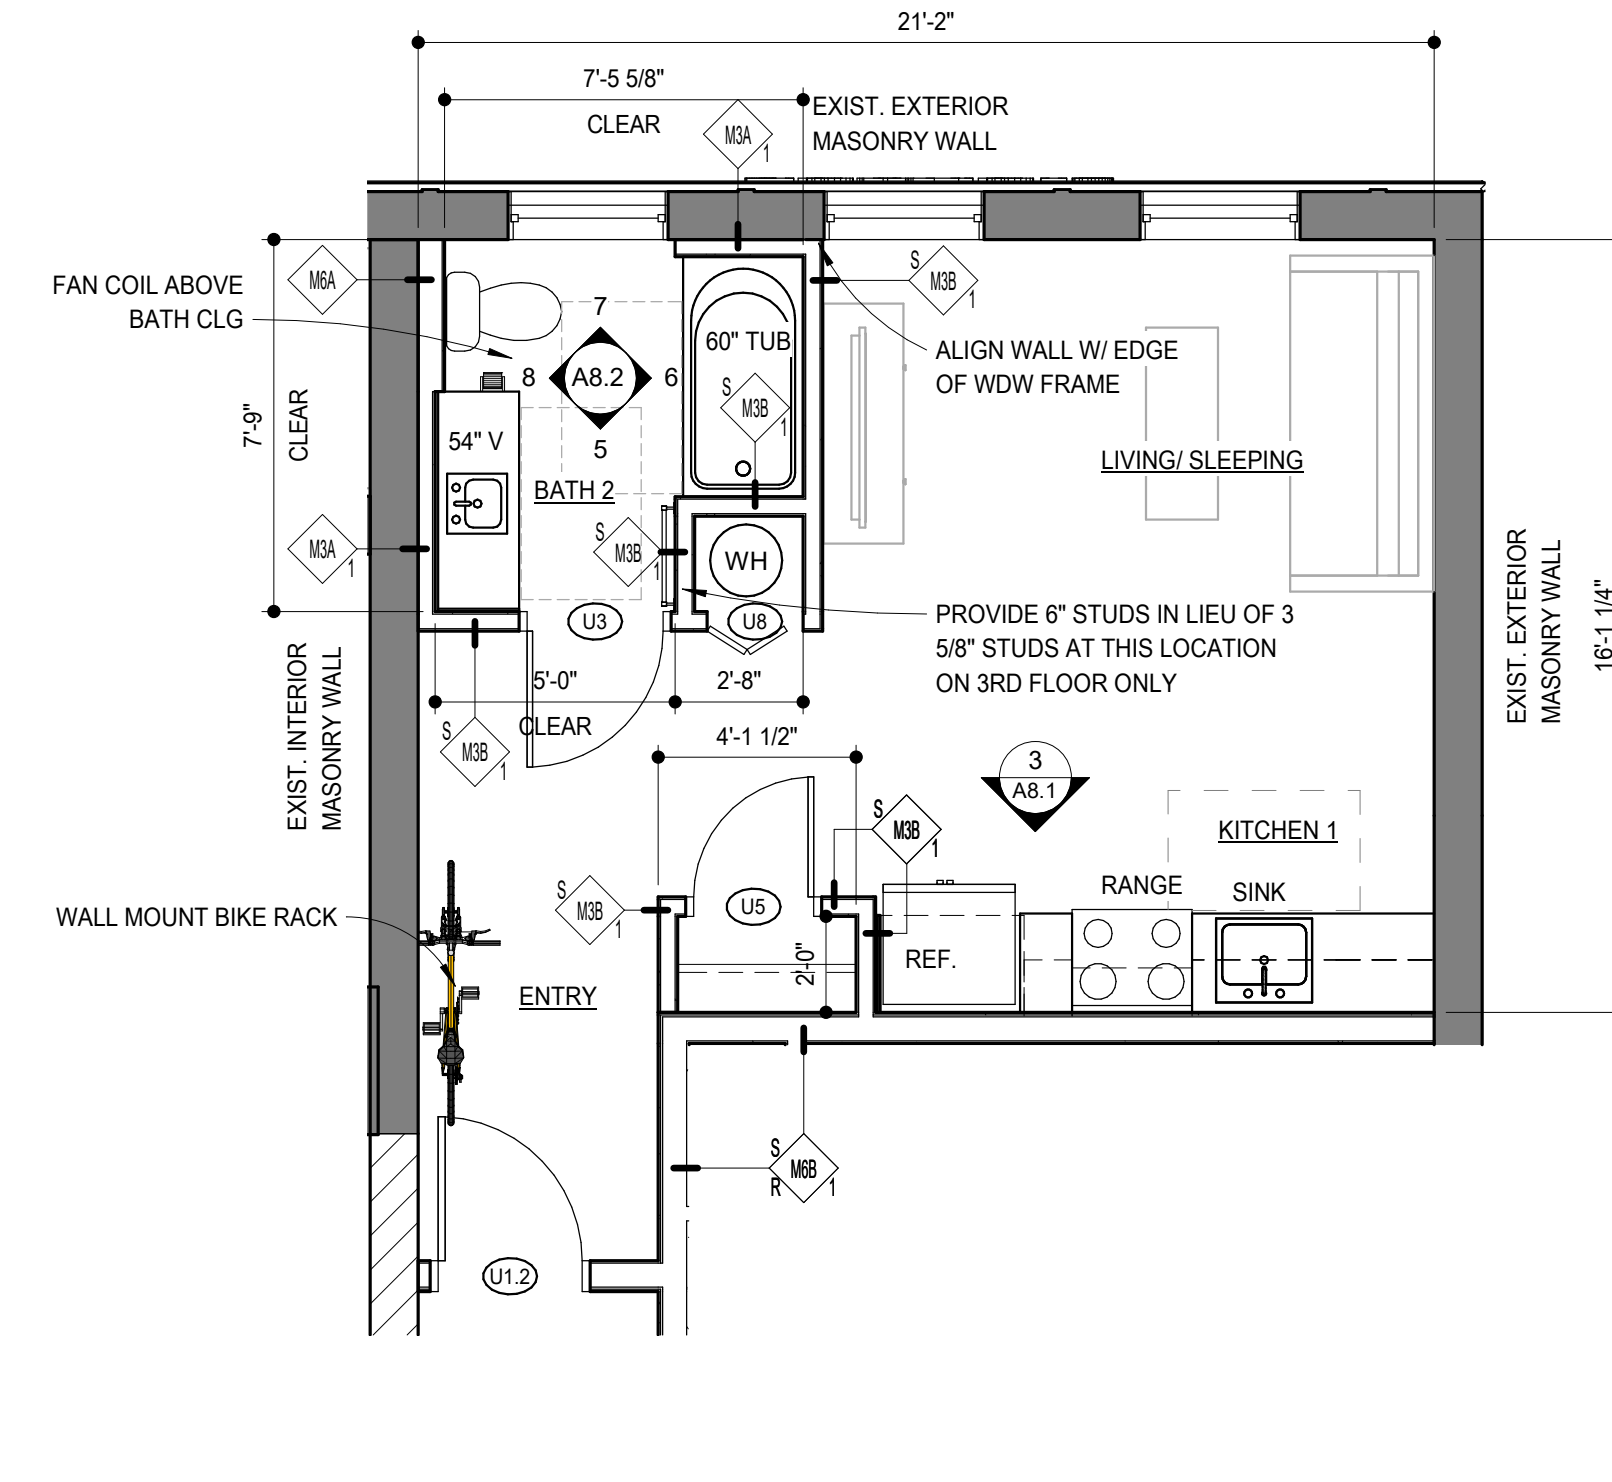 21'-2"
7'-5 5/8"
CLEAR
EXIST. EXTERIOR
MASONRY WALL
M3A
1
M6A
FAN COIL ABOVE
BATH CLG
7
8
A8.2
6
5
60" TUB
S
M3B
1
S
M3B
1
ALIGN WALL W/ EDGE
OF WDW FRAME
7'-9"
CLEAR
54" V
BATH 2
LIVING/ SLEEPING
M3A
1
S
M3B
1
WH
U3
U8
PROVIDE 6" STUDS IN LIEU OF 3
5/8" STUDS AT THIS LOCATION
ON 3RD FLOOR ONLY
EXIST. EXTERIOR
MASONRY WALL
16'-1 1/4"
EXIST. INTERIOR
MASONRY WALL
5'-0"
CLEAR
2'-8"
S
M3B
1
4'-1 1/2"
3
A8.1
S
M3B
1
KITCHEN 1
RANGE
SINK
WALL MOUNT BIKE RACK
S
M3B
1
U5
2'-0"
REF.
ENTRY
S
R
M6B
1
U1.2